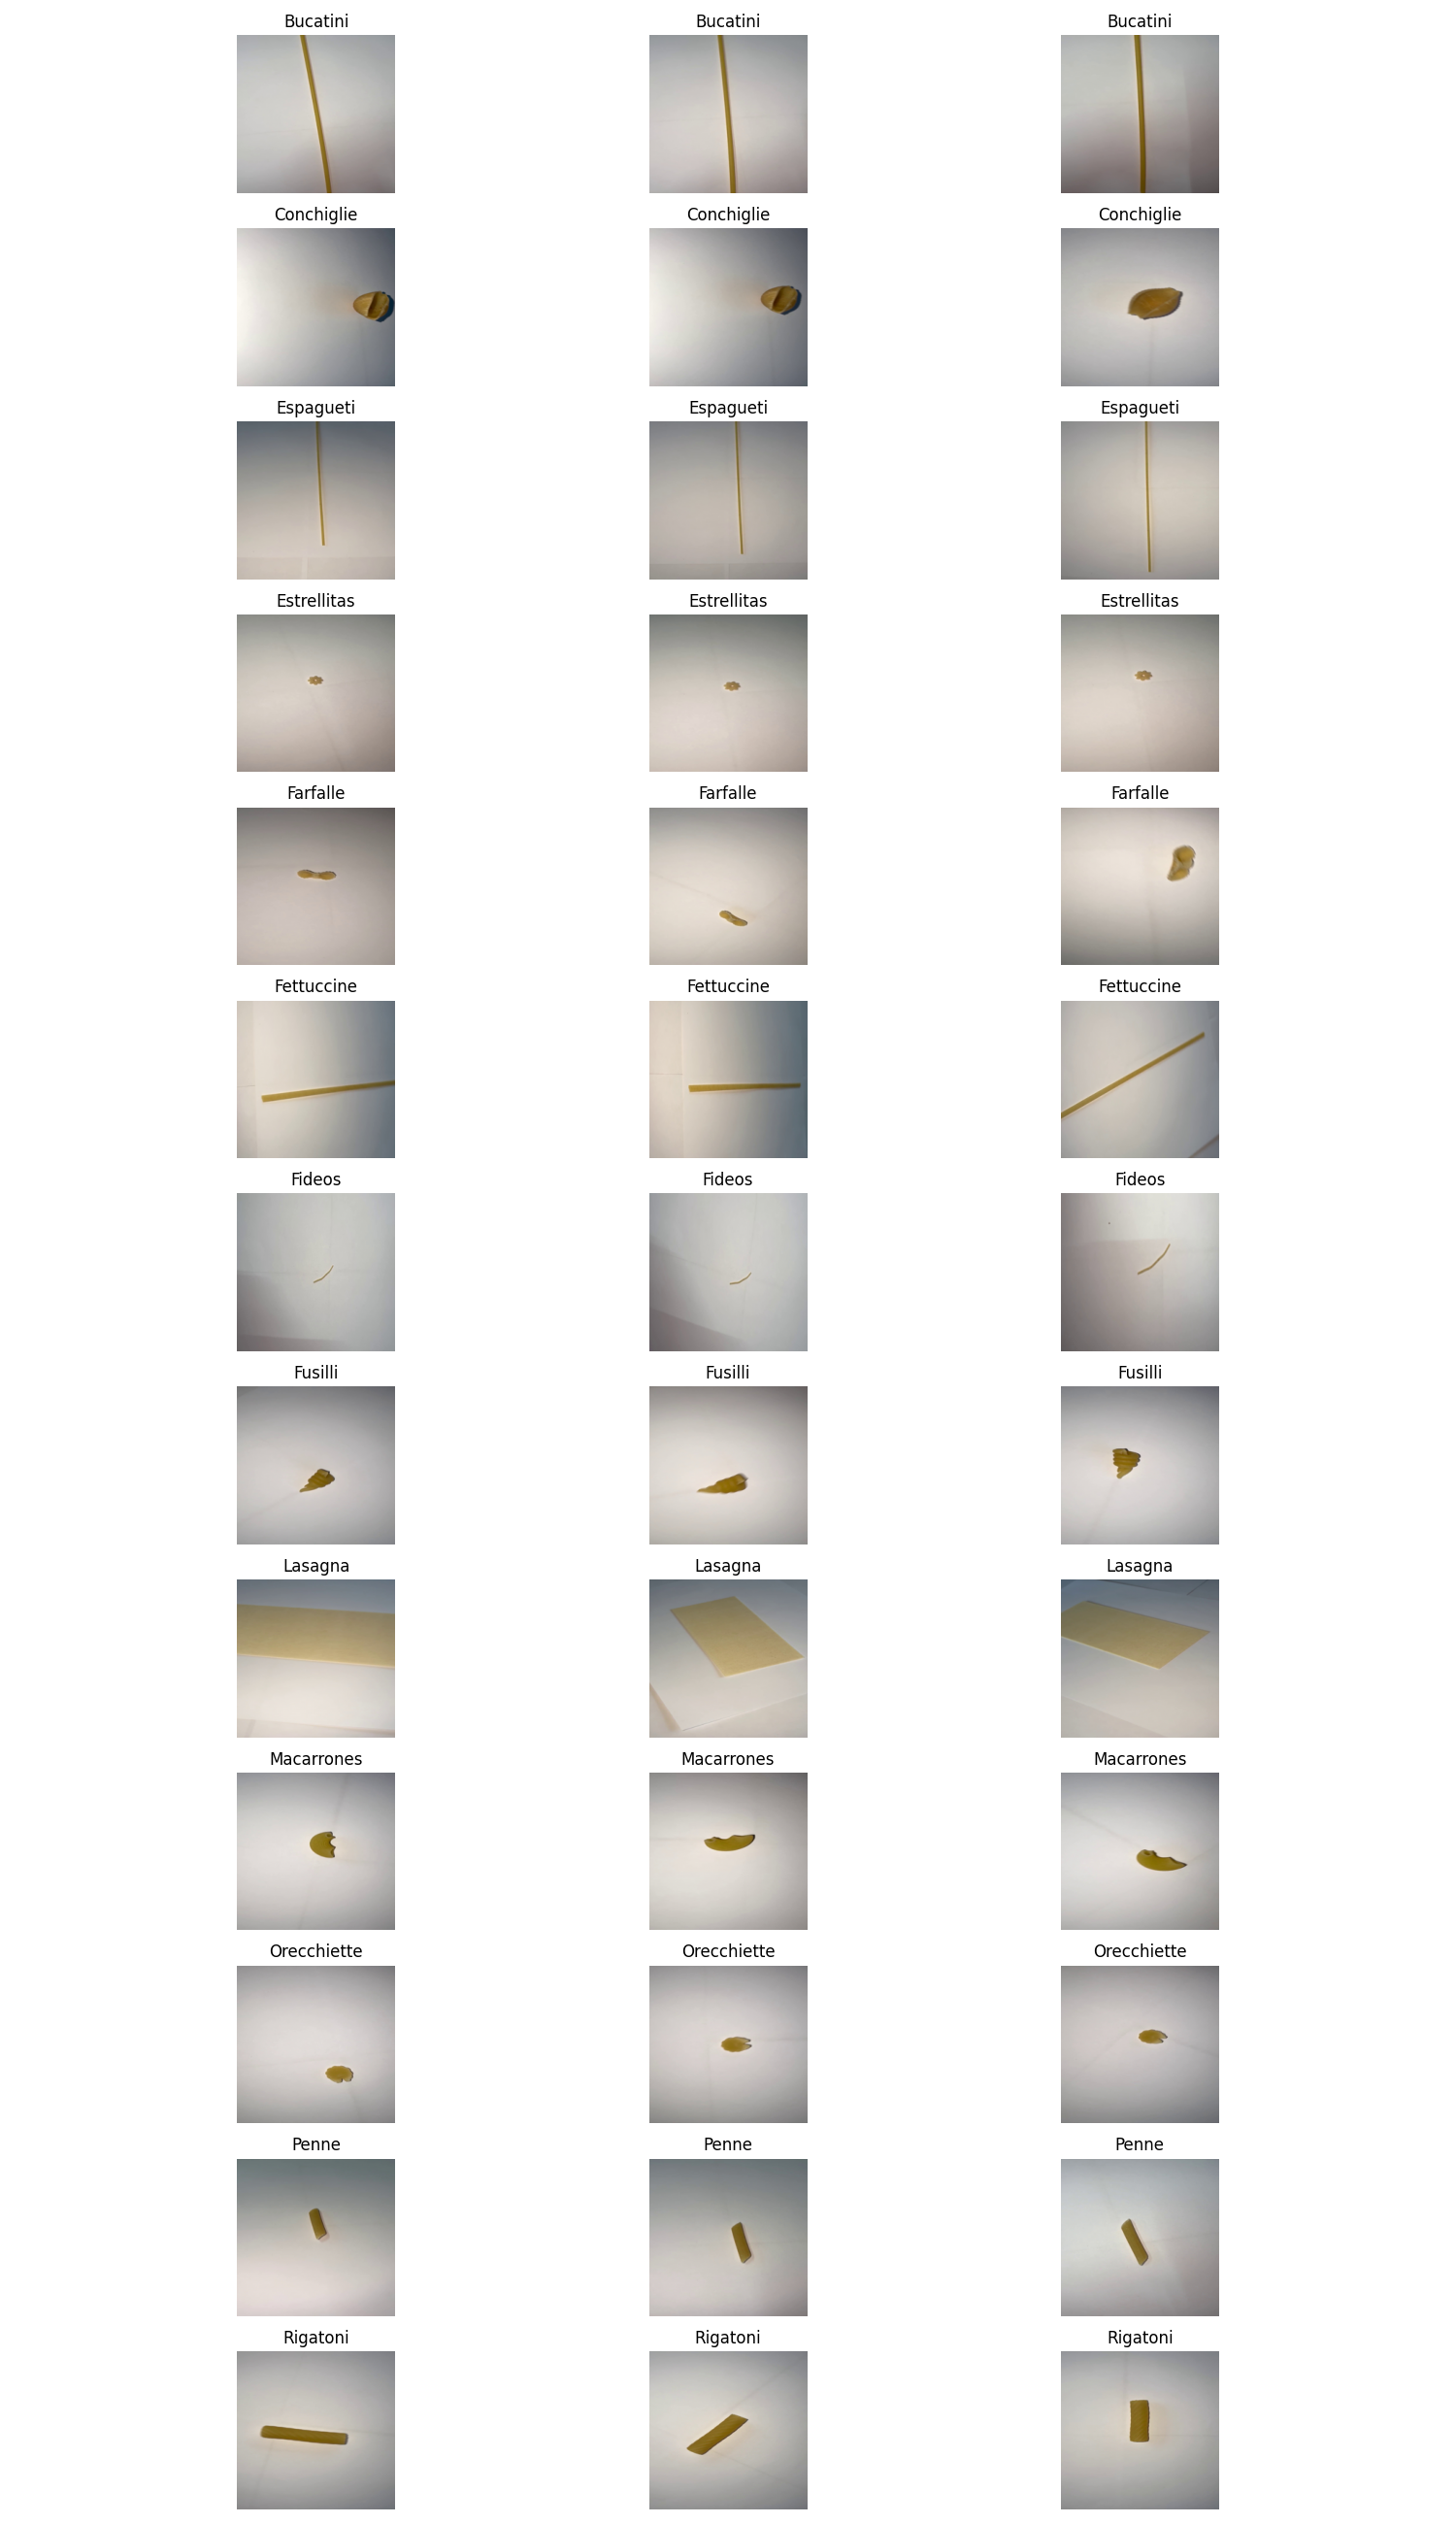 Bucatini Bucatini Bucatini
Conchiglie Conchiglie Conchiglie
Espagueti Espagueti Espagueti
Estrellitas Estrellitas Estrellitas
Farfalle Farfalle Farfalle
Fettuccine Fettuccine Fettuccine
Fideos Fideos Fideos
Fusilli Fusilli Fusilli
Lasagna Lasagna Lasagna
Macarrones Macarrones Macarrones
Orecchiette Orecchiette Orecchiette
Penne Penne Penne
Rigatoni Rigatoni Rigatoni